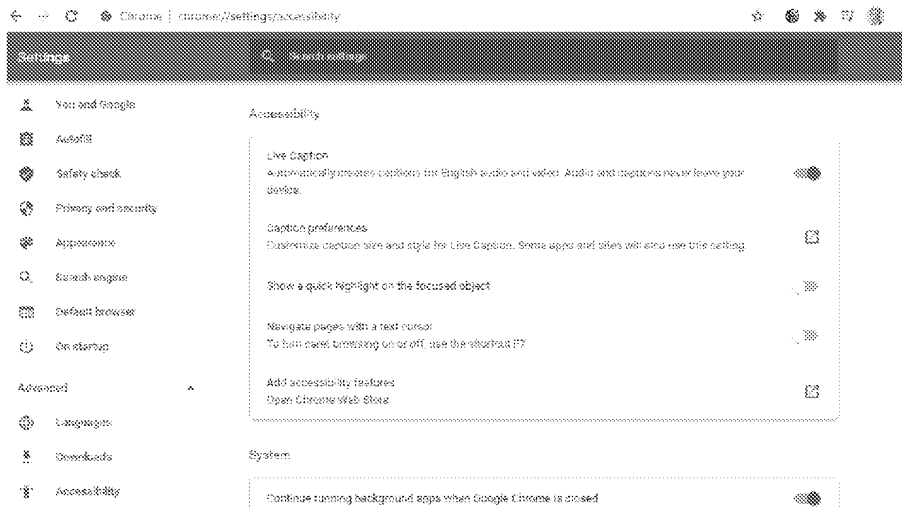 Chrome | chrome://settings/accessibility
Settings
Search settings
You and Google
Autofill
Safety check
Privacy and security
Appearance
Search engine
Default browser
On startup
Advanced
Languages
Downloads
Accessibility
Accessibility
Live Caption
Automatically creates captions for English audio and video. Audio and captions never leave your
device.
Caption preferences
Customize caption size and style for Live Caption. Some apps and sites will also use this setting.
Show a quick highlight on the focused object
Navigate pages with a text cursor
To turn caret browsing on or off, use the shortcut F7
Add accessibility features
Open Chrome Web Store
System
Continue running background apps when Google Chrome is closed